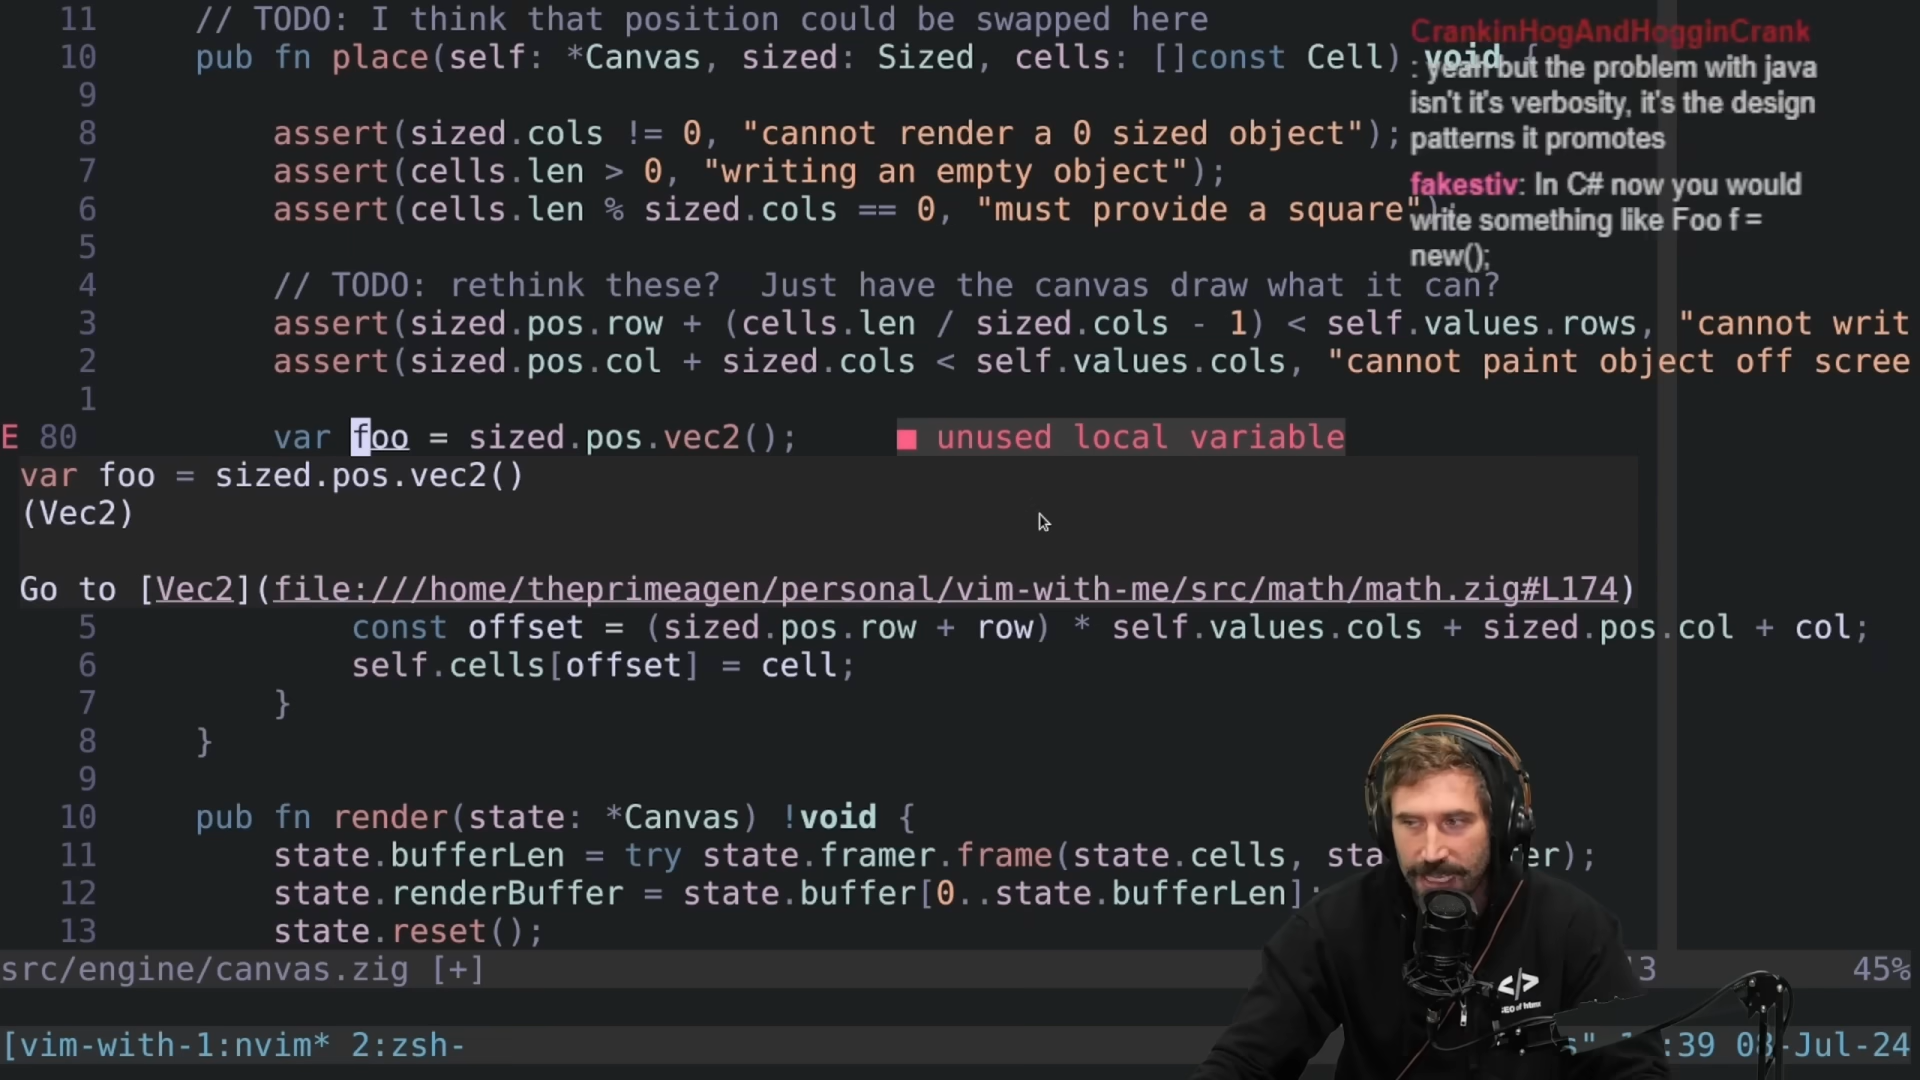 11 // TODO: I think that position could be swapped here
10 pub fn place(self: *Canvas, sized: Sized, cells: []const Cell) void {
9
8 assert(sized.cols != 0, "cannot render a 0 sized object");
7 assert(cells.len > 0, "writing an empty object");
6 assert(cells.len % sized.cols == 0, "must provide a square");
5
4 // TODO: rethink these?  Just have the canvas draw what it can?
3 assert(sized.pos.row + (cells.len / sized.cols - 1) < self.values.rows, "cannot writ
2 assert(sized.pos.col + sized.cols < self.values.cols, "cannot paint object off scree
1
E 80 var foo = sized.pos.vec2(); ■ unused local variable
var foo = sized.pos.vec2()
(Vec2)
Go to [Vec2](file:///home/theprimeagen/personal/vim-with-me/src/math/math.zig#L174)
5 const offset = (sized.pos.row + row) * self.values.cols + sized.pos.col + col;
6 self.cells[offset] = cell;
7 }
8 }
9
10 pub fn render(state: *Canvas) !void {
11 state.bufferLen = try state.framer.frame(state.cells, sta er);
12 state.renderBuffer = state.buffer[0..state.bufferLen];
13 state.reset();
src/engine/canvas.zig [+] 13 45%
[vim-with-1:nvim* 2:zsh- s" :39 08-Jul-24
CrankinHogAndHogginCrank
: yeah but the problem with java
isn't it's verbosity, it's the design
patterns it promotes
fakestiv: In C# now you would
write something like Foo f =
new();